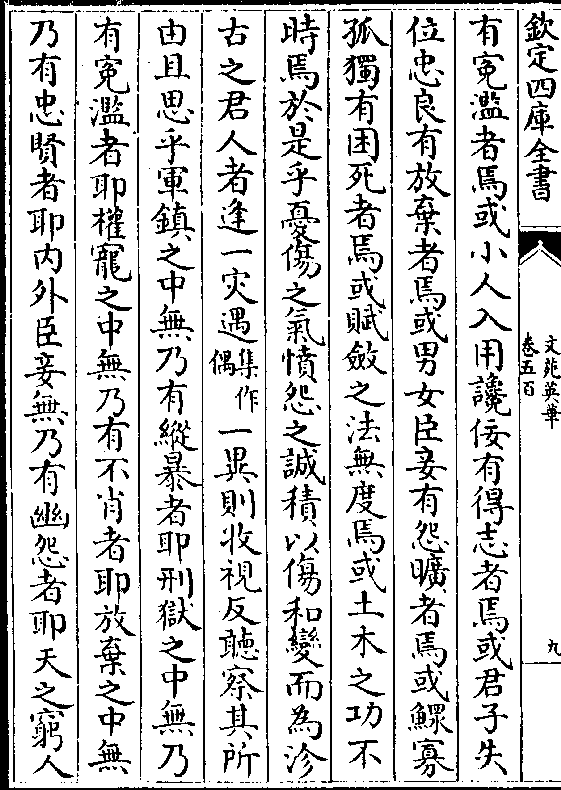 欽定四庫全書
文苑英華
卷五百
九
有寃濫者焉或小人入用讒佞有得志者焉或君子失
位忠良有放棄者焉或男女臣妾有怨曠者焉或鰥寡
孤獨有困死者焉或賦斂之法無度焉或土木之功不
時焉於是乎憂傷之氣憤怨之誠積以傷和變而為沴
古之君人者逢一灾遇集作偶一異則收視反聽察其所
由且思乎軍鎮之中無乃有縱暴者耶刑獄之中無乃
有寃濫者耶權寵之中無乃有不肖者耶放棄之中無
乃有忠賢者耶内外臣妾無乃有幽怨者耶天之窮人